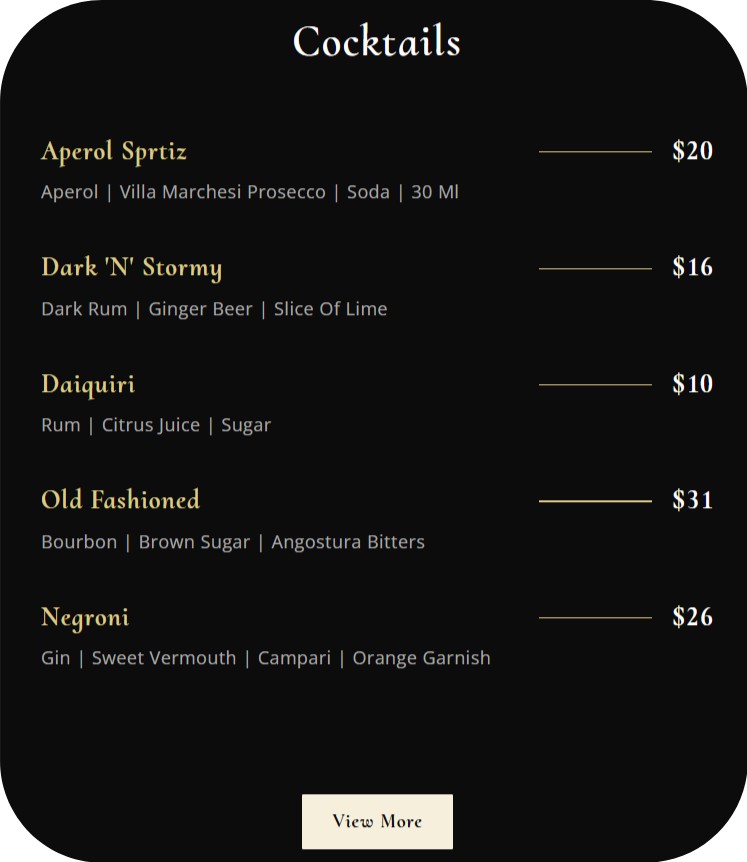 Cocktails
Aperol Sprtiz $20
Aperol | Villa Marchesi Prosecco | Soda | 30 Ml
Dark 'N' Stormy $16
Dark Rum | Ginger Beer | Slice Of Lime
Daiquiri $10
Rum | Citrus Juice | Sugar
Old Fashioned $31
Bourbon | Brown Sugar | Angostura Bitters
Negroni $26
Gin | Sweet Vermouth | Campari | Orange Garnish
View More